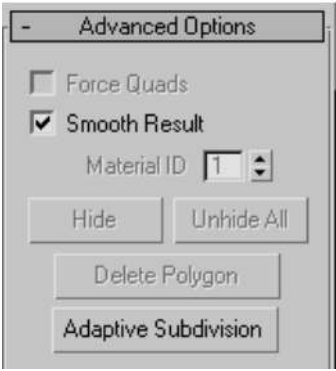 - Advanced Options
Force Quads
Smooth Result
Material ID 1
Hide Unhide All
Delete Polygon
Adaptive Subdivision